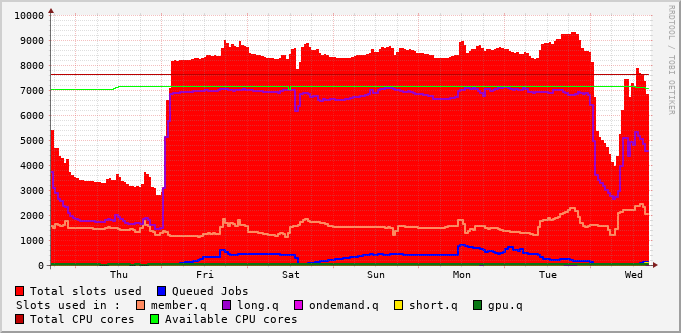 RRDTOOL / TOBI OETIKER
10000
9000
8000
7000
6000
5000
4000
3000
2000
1000
0
Thu Fri Sat Sun Mon Tue Wed
Total slots used Queued Jobs
Slots used in : member.q long.q ondemand.q short.q gpu.q
Total CPU cores Available CPU cores